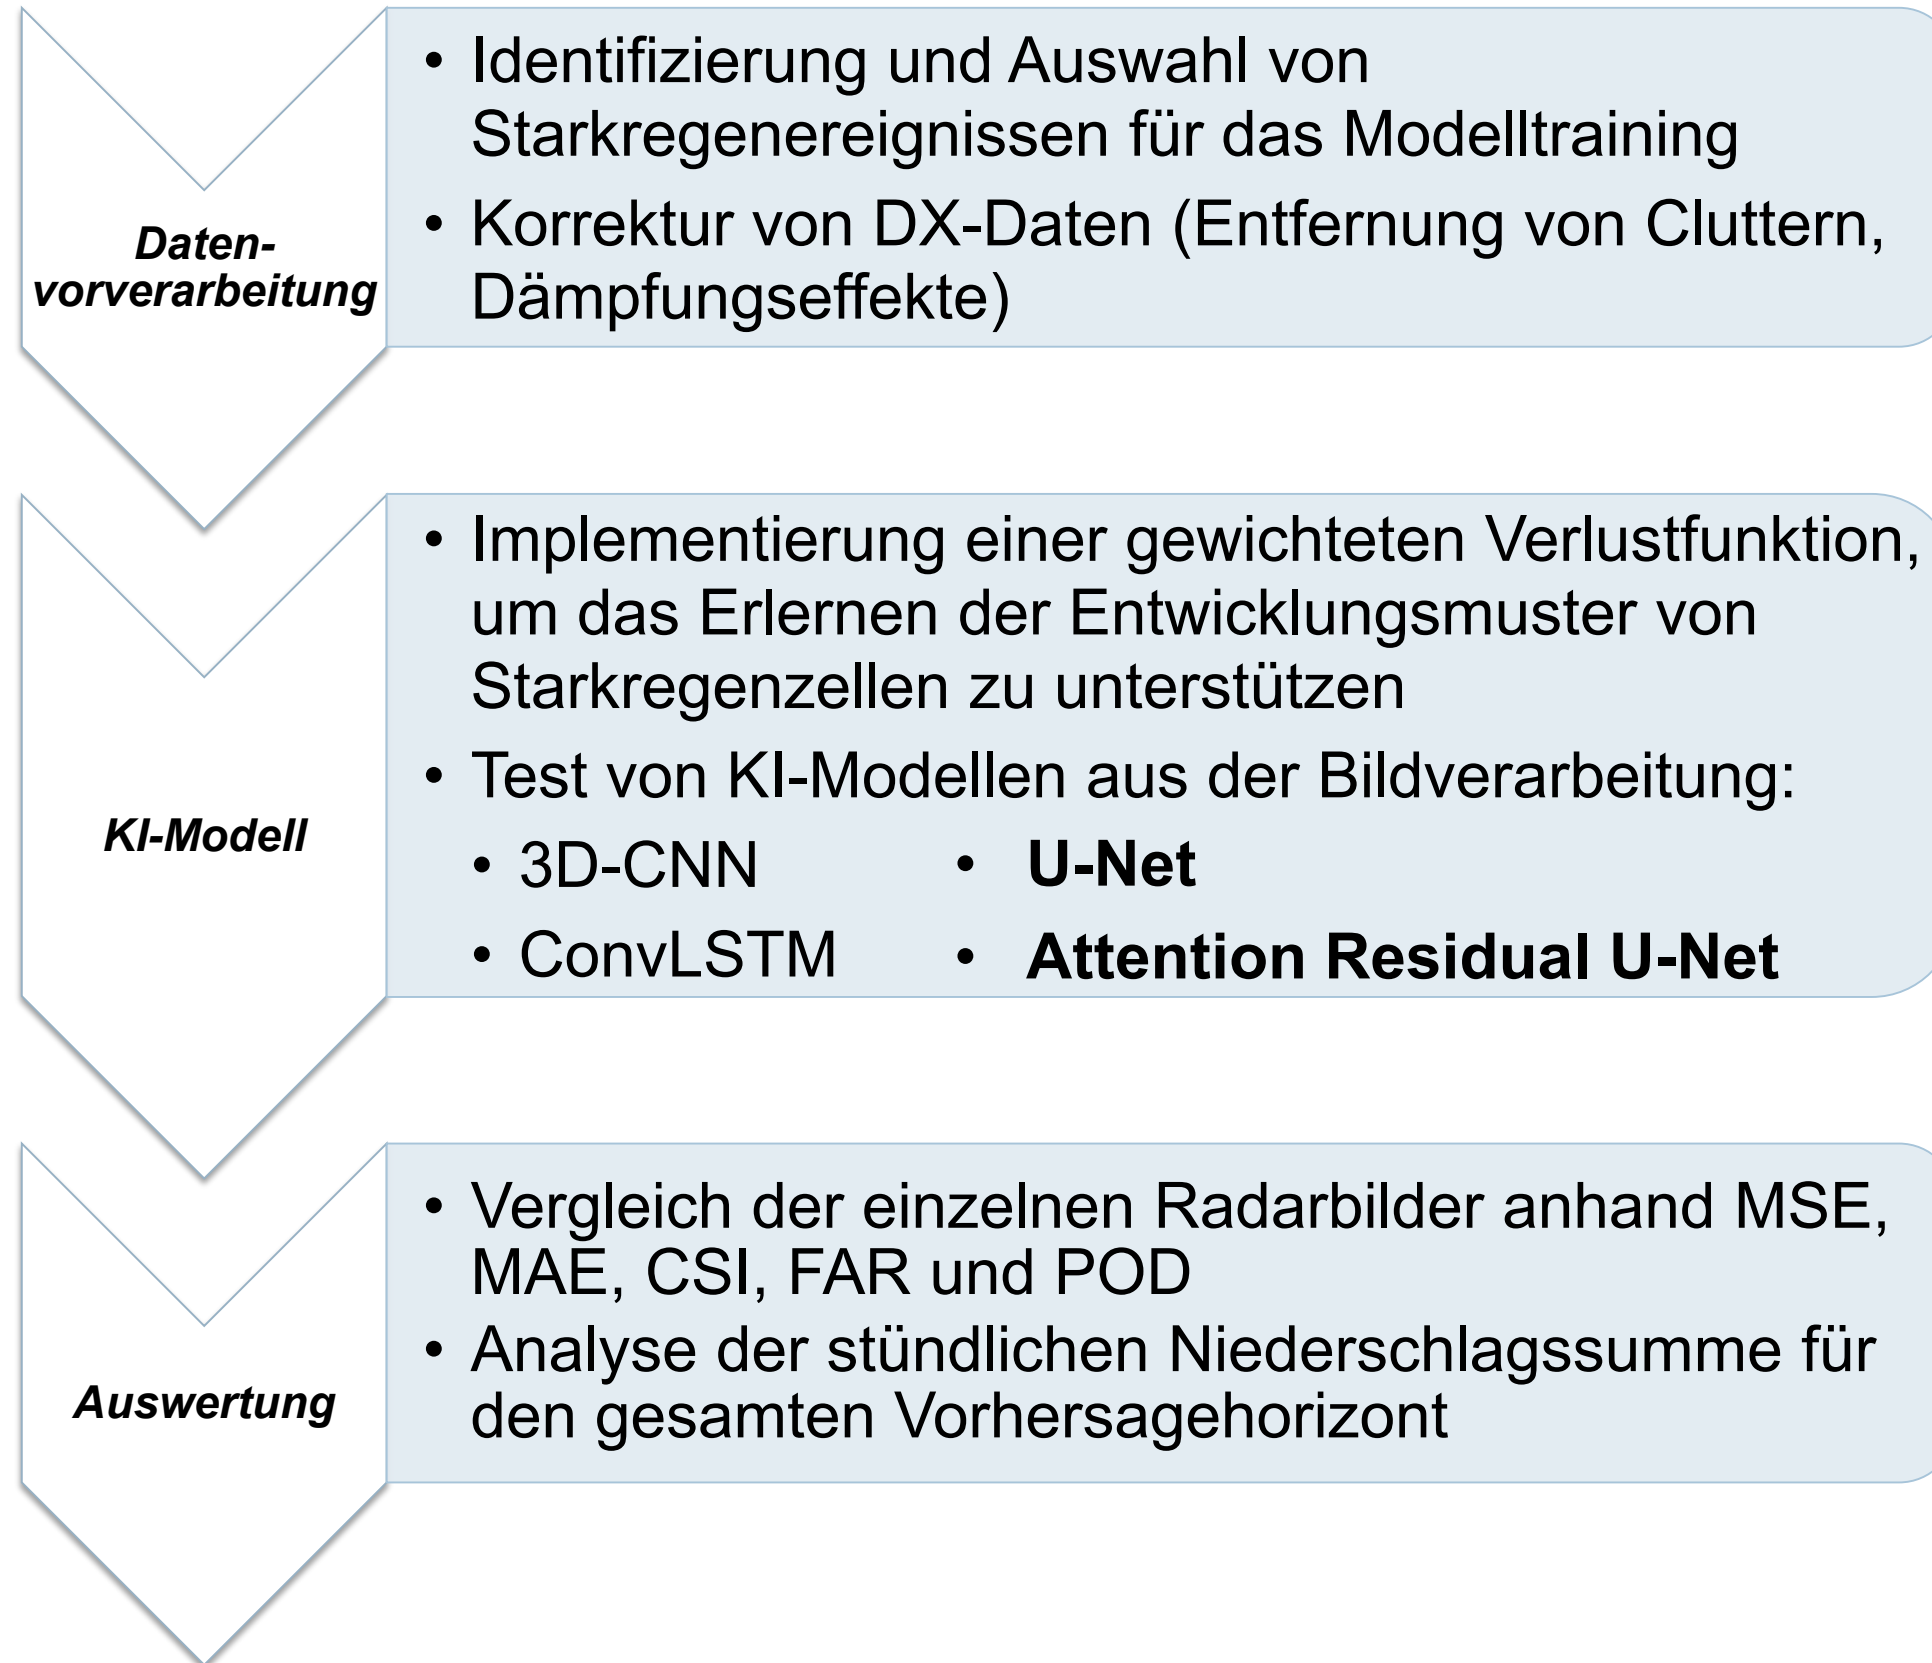 Daten-
vorverarbeitung
• Identifizierung und Auswahl von
Starkregenereignissen für das Modelltraining
• Korrektur von DX-Daten (Entfernung von Cluttern,
Dämpfungseffekte)
KI-Modell
• Implementierung einer gewichteten Verlustfunktion,
um das Erlernen der Entwicklungsmuster von
Starkregenzellen zu unterstützen
• Test von KI-Modellen aus der Bildverarbeitung:
• 3D-CNN • U-Net
• ConvLSTM • Attention Residual U-Net
Auswertung
• Vergleich der einzelnen Radarbilder anhand MSE,
MAE, CSI, FAR und POD
• Analyse der stündlichen Niederschlagssumme für
den gesamten Vorhersagehorizont